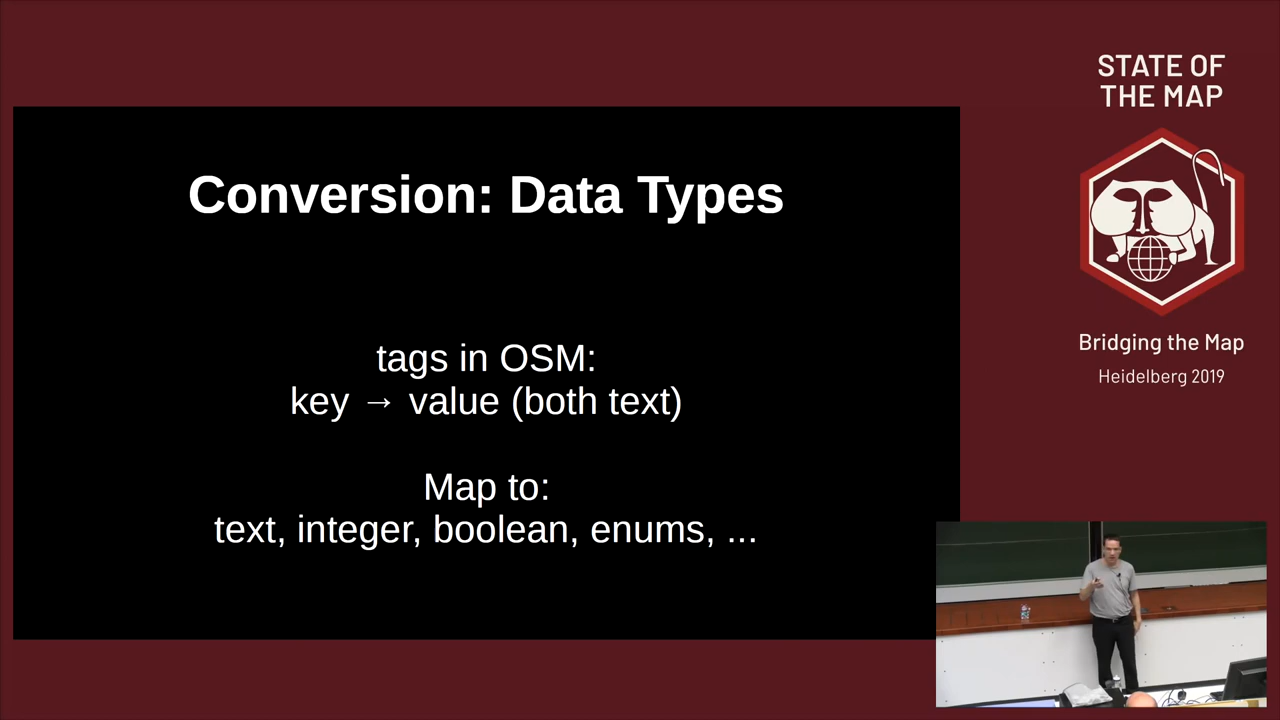 STATE OF
THE MAP
Conversion: Data Types
tags in OSM:
key → value (both text)
Map to:
text, integer, boolean, enums, ...
Bridging the Map
Heidelberg 2019